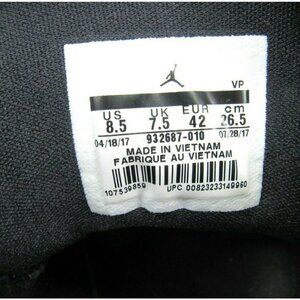 VP
US UK EUR cm
8.5 7.5 42 26.5
04/18/17 932687-010 07/28/17
MADE IN VIETNAM
FABRIQUE AU VIETNAM
107539859 UPC 00823233149960